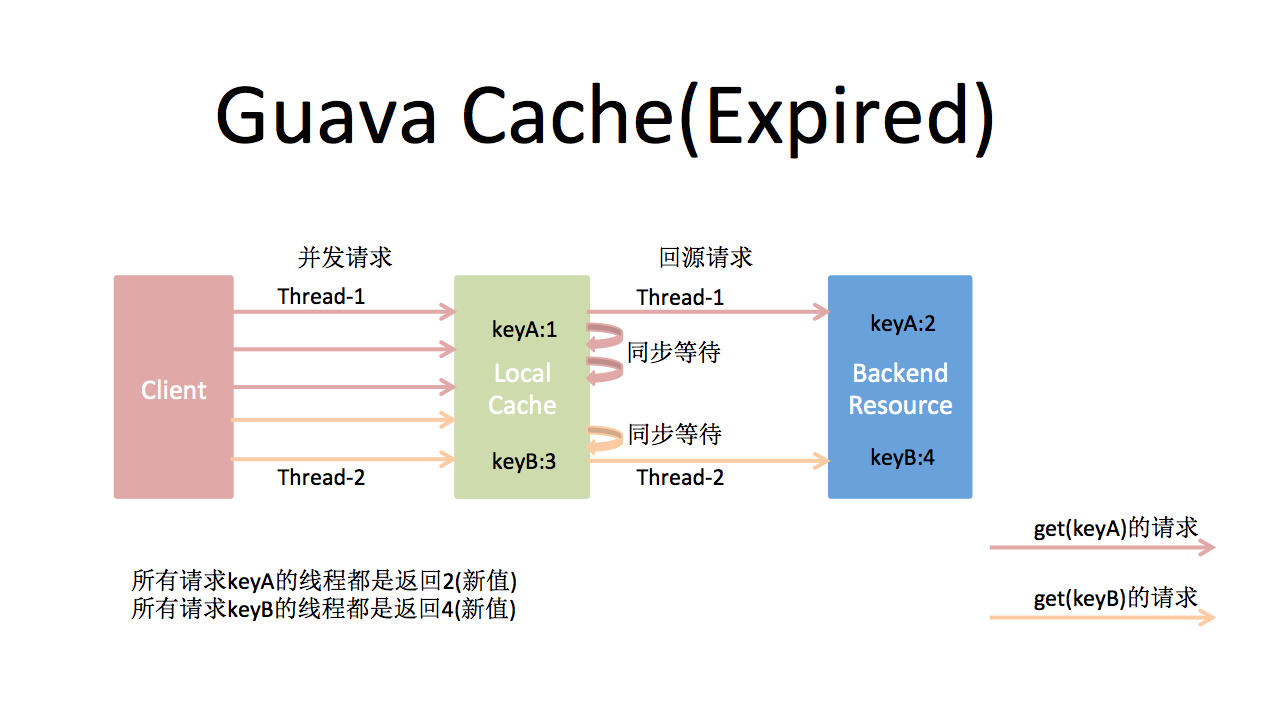 Guava Cache(Expired)
并发请求
回源请求
Thread-1
Thread-1
keyA:1
keyA:2
同步等待
Client
Local
Cache
Backend
Resource
同步等待
keyB:3
keyB:4
Thread-2
Thread-2
get(keyA)的请求
所有请求keyA的线程都是返回2(新值)
所有请求keyB的线程都是返回4(新值)
get(keyB)的请求